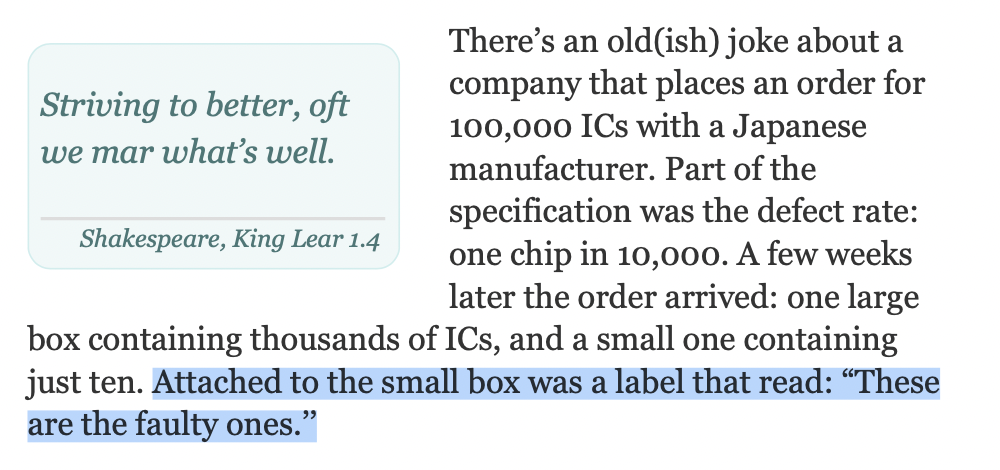 Striving to better, oft
we mar what's well.
Shakespeare, King Lear 1.4
There's an old(ish) joke about a
company that places an order for
100,000 ICs with a Japanese
manufacturer. Part of the
specification was the defect rate:
one chip in 10,000. A few weeks
later the order arrived: one large
box containing thousands of ICs, and a small one containing
just ten. Attached to the small box was a label that read: “These
are the faulty ones.”